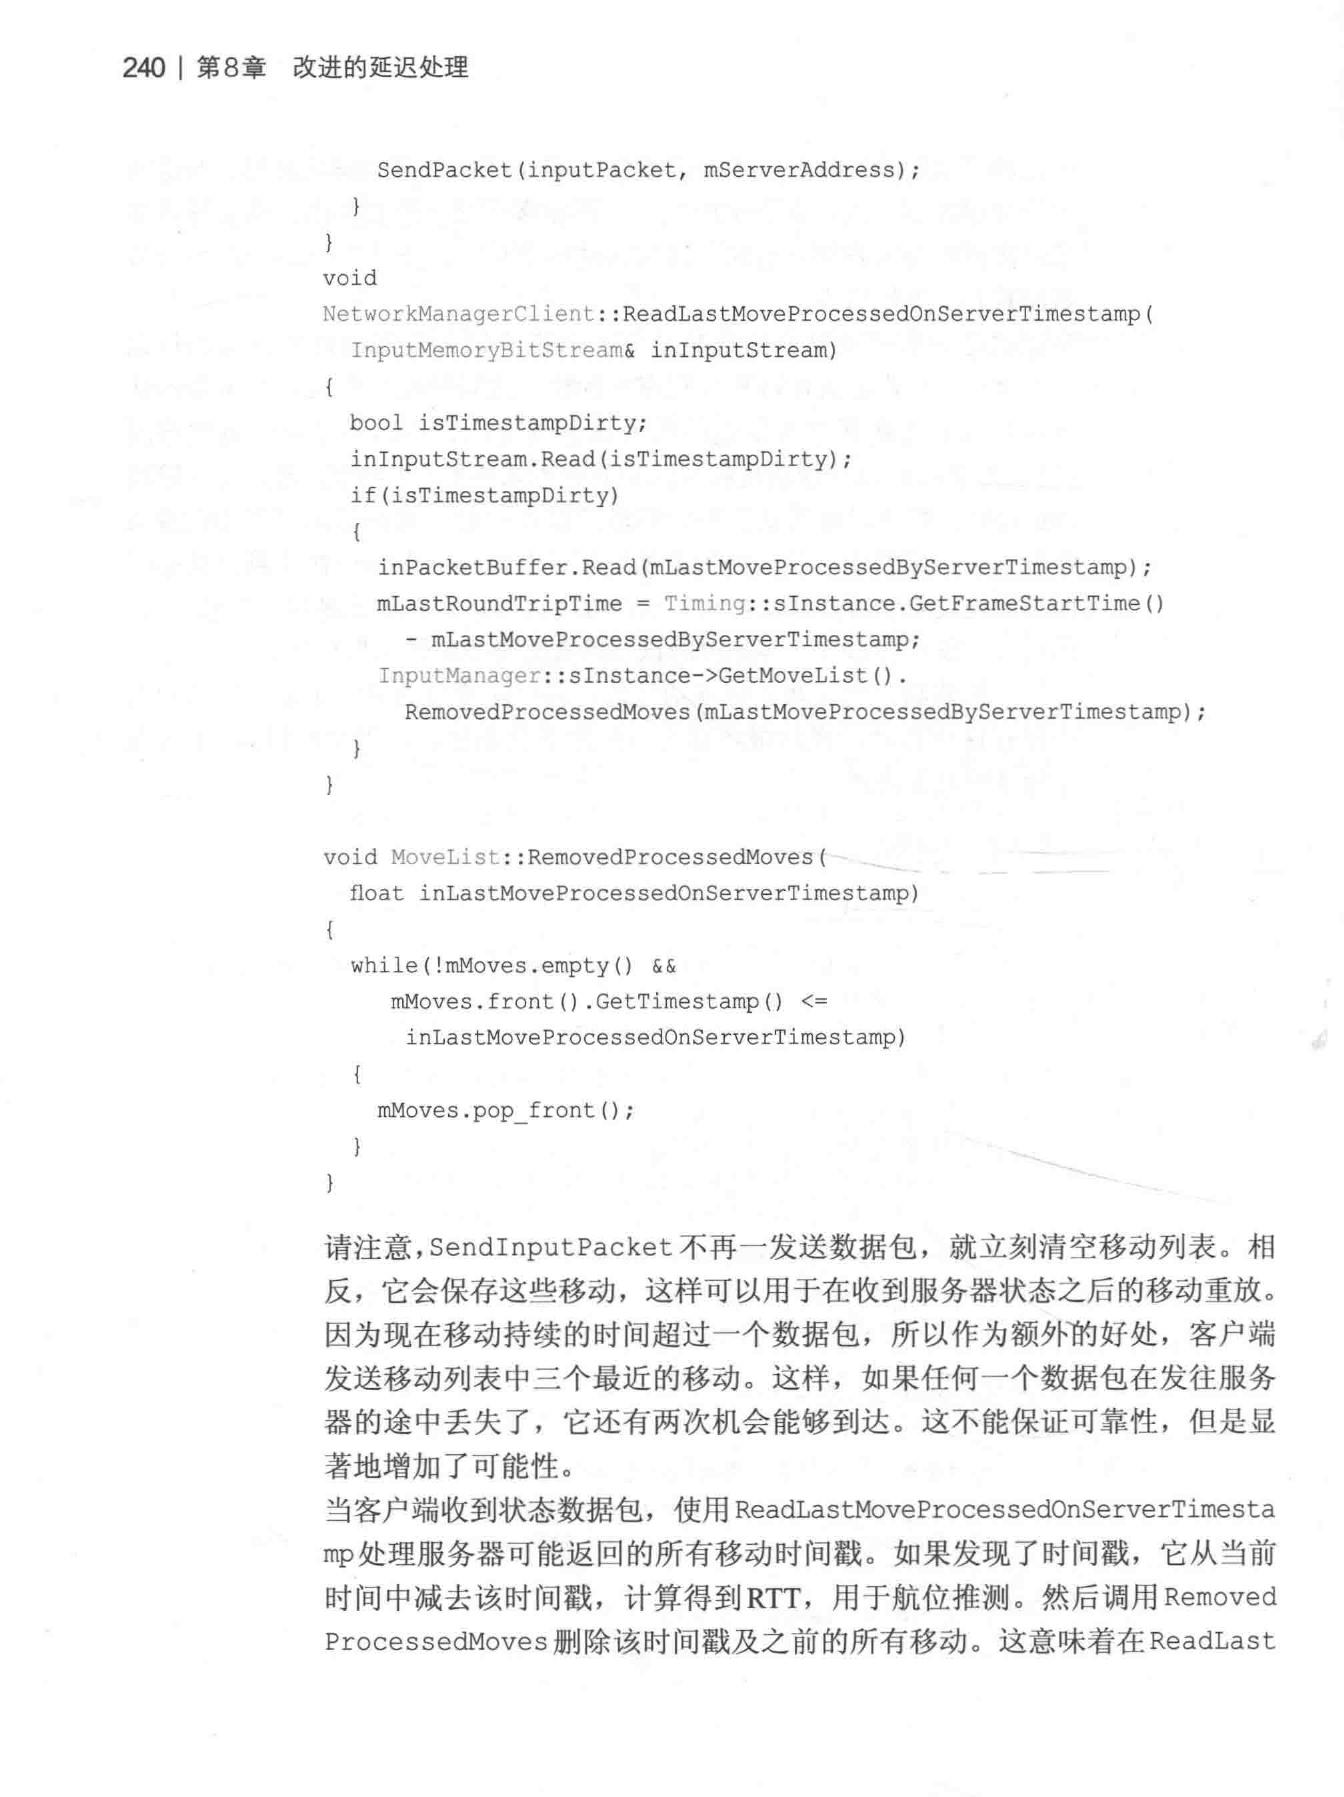 240 | 第8章 改进的延迟处理
SendPacket(inputPacket, mServerAddress);
}
}
void
NetworkManagerClient::ReadLastMoveProcessedOnServerTimestamp(
InputMemoryBitStream& inInputStream)
{
bool isTimestampDirty;
inInputStream.Read(isTimestampDirty);
if(isTimestampDirty)
{
inPacketBuffer.Read(mLastMoveProcessedByServerTimestamp);
mLastRoundTripTime = Timing::sInstance.GetFrameStartTime()
- mLastMoveProcessedByServerTimestamp;
InputManager::sInstance->GetMoveList().
RemovedProcessedMoves(mLastMoveProcessedByServerTimestamp);
}
}
void MoveList::RemovedProcessedMoves(
float inLastMoveProcessedOnServerTimestamp)
{
while(!mMoves.empty() &&
mMoves.front().GetTimestamp() <=
inLastMoveProcessedOnServerTimestamp)
{
mMoves.pop_front();
}
}
请注意，SendInputPacket不再一发送数据包，就立刻清空移动列表。相
反，它会保存这些移动，这样可以用于在收到服务器状态之后的移动重放。
因为现在移动持续的时间超过一个数据包，所以作为额外的好处，客户端
发送移动列表中三个最近的移动。这样，如果任何一个数据包在发往服务
器的途中丢失了，它还有两次机会能够到达。这不能保证可靠性，但是显
著地增加了可能性。
当客户端收到状态数据包，使用ReadLastMoveProcessedOnServerTimesta
mp处理服务器可能返回的所有移动时间戳。如果发现了时间戳，它从当前
时间中减去该时间戳，计算得到RTT，用于航位推测。然后调用Removed
ProcessedMoves删除该时间戳及之前的所有移动。这意味着在ReadLast